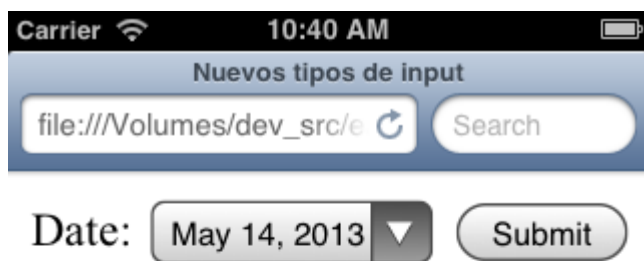 Carrier 10:40 AM
Nuevos tipos de input
file:///Volumes/dev_src/e Search
Date: May 14, 2013 Submit